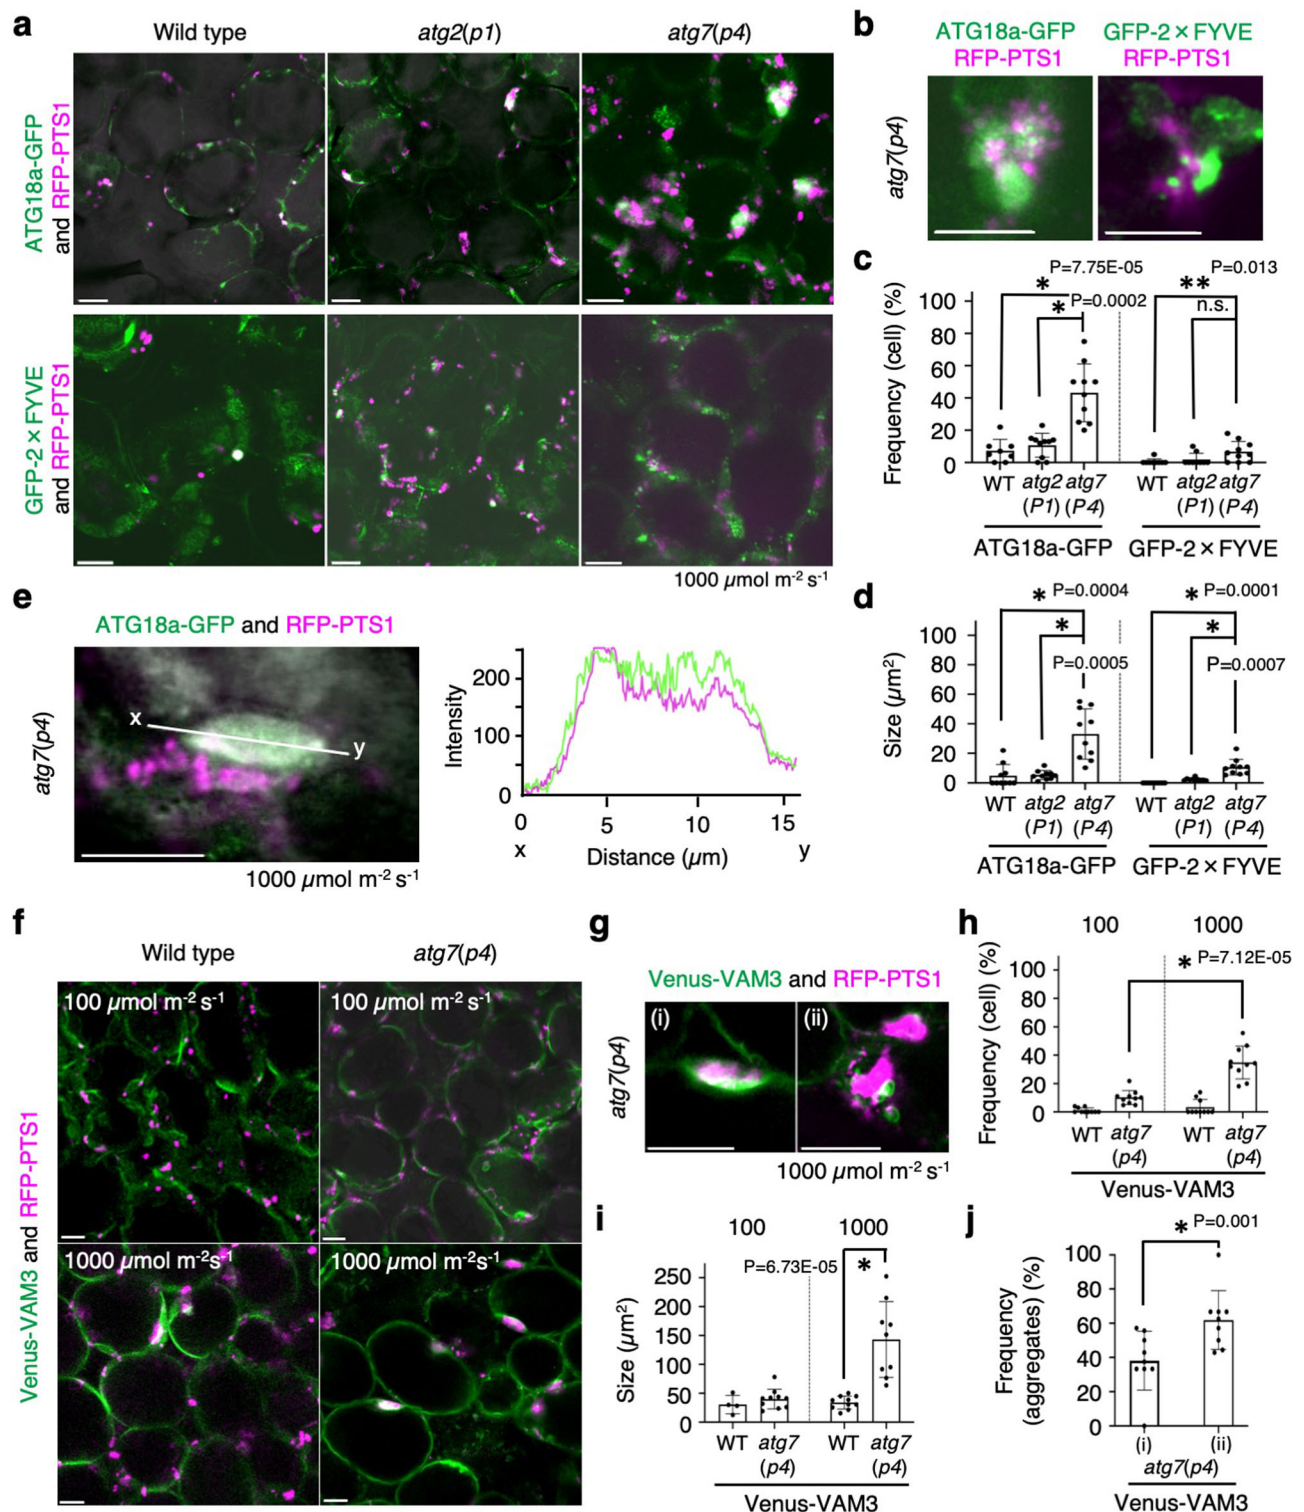 a
Wild type
atg2(p1)
atg7(p4)
ATG18a-GFP
and RFP-PTS1
GFP-2×FYVE
and RFP-PTS1
1000 µmol m-2 s-1
b
ATG18a-GFP
RFP-PTS1
GFP-2×FYVE
RFP-PTS1
atg7(p4)
c
Frequency (cell) (%)
100
80
60
40
20
0
*
P=7.75E-05
*
P=0.0002
**
P=0.013
n.s.
WT atg2 atg7
(P1) (P4)
WT atg2 atg7
(P1) (P4)
ATG18a-GFP
GFP-2×FYVE
d
Size (µm²)
100
80
60
40
20
0
* P=0.0004
*
P=0.0005
* P=0.0001
*
P=0.0007
WT atg2 atg7
(P1) (P4)
WT atg2 atg7
(P1) (P4)
ATG18a-GFP
GFP-2×FYVE
e
ATG18a-GFP and RFP-PTS1
atg7(p4)
x
y
1000 µmol m-2 s-1
Intensity
200
100
0
0 5 10 15
x
Distance (µm)
y
f
Wild type
atg7(p4)
Venus-VAM3 and RFP-PTS1
100 µmol m-2 s-1
100 µmol m-2 s-1
1000 µmol m-2s-1
1000 µmol m-2s-1
g
Venus-VAM3 and RFP-PTS1
atg7(p4)
(i)
(ii)
1000 µmol m-2 s-1
h
100
1000
Frequency (cell) (%)
100
80
60
40
20
0
* P=7.12E-05
WT atg7
(p4)
WT atg7
(p4)
Venus-VAM3
i
100
1000
Size (µm²)
250
200
150
100
50
0
P=6.73E-05
*
WT atg7
(p4)
WT atg7
(p4)
Venus-VAM3
j
Frequency
(aggregates) (%)
100
80
60
40
20
0
* P=0.001
(i)
(ii)
atg7(p4)
Venus-VAM3